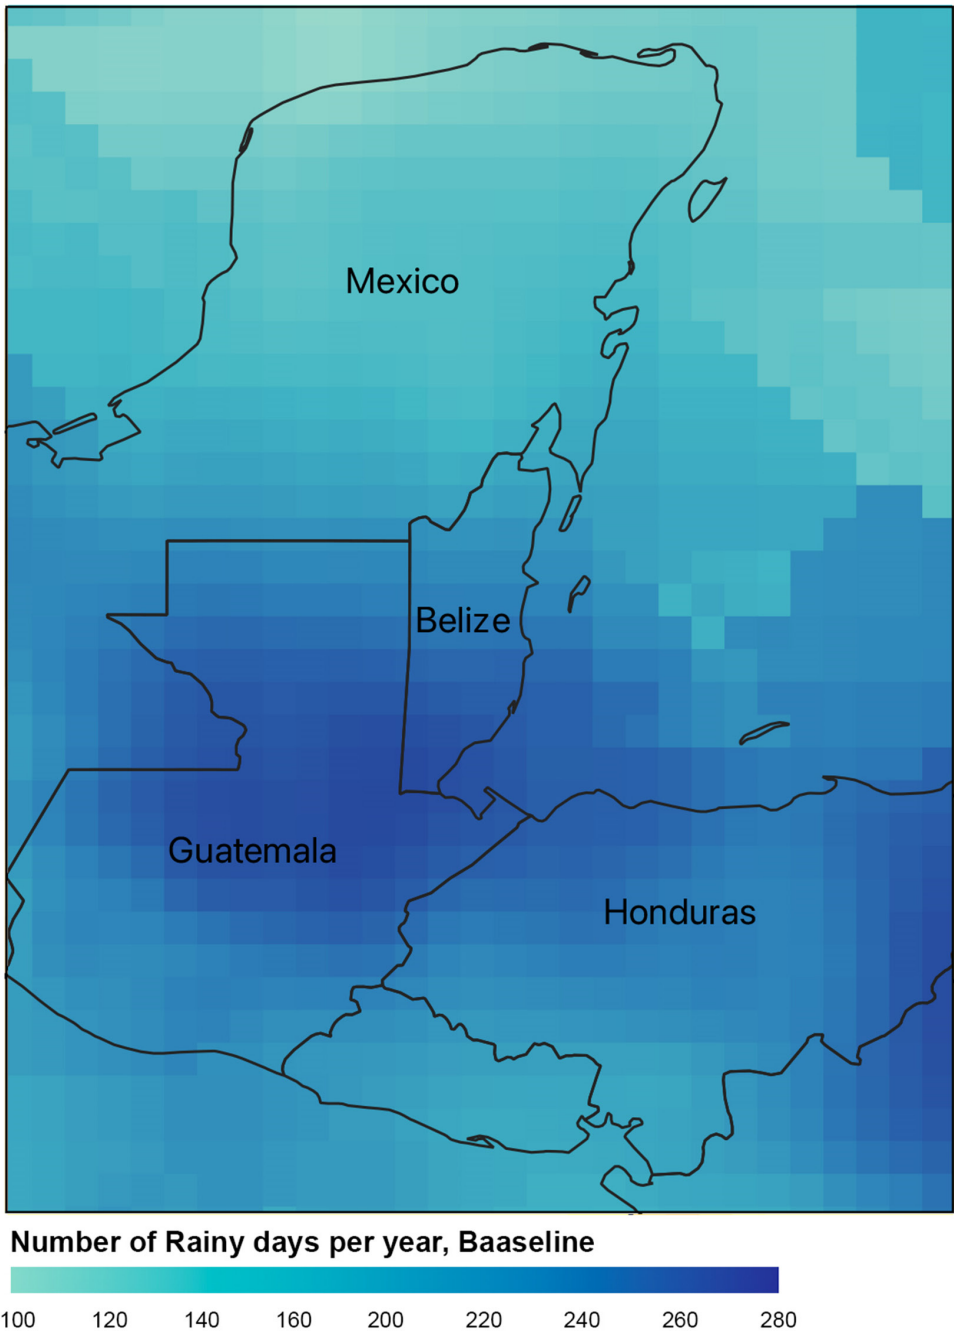 Mexico
Belize
Guatemala
Honduras
Number of Rainy days per year, Baaseline
100 120 140 160 200 220 240 260 280